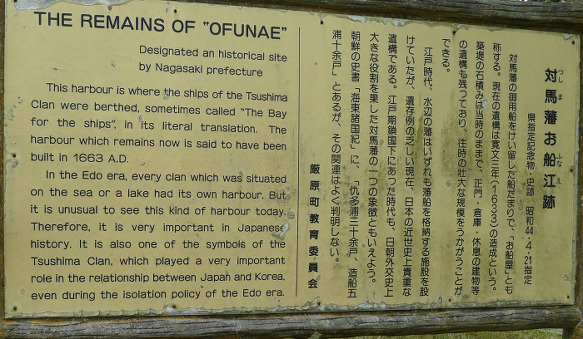 THE REMAINS OF "OFUNAE"
Designated an historical site
by Nagasaki prefecture
This harbour is where the ships of the Tsushima
Clan were berthed, sometimes called "The Bay
for the ships", in its literal translation. The
harbour which remains now is said to have been
built in 1663 A.D.
In the Edo era, every clan which was situated
on the sea or a lake had its own harbour. But
it is unusual to see this kind of harbour today.
Therefore, it is very important in Japanese
history. It is also one of the symbols of the
Tsushima Clan, which played a very important
role in the relationship between Japan and Korea,
even during the isolation policy of the Edo era.
対馬藩お船江跡
県指定記念物・史跡 昭和44・4・21指定
対馬藩の御用船をけい留した船だまりで、「お船屋」とも
称する。現在の遺構は寛文三年(1663)の造成という。
築堤の石積みは当時のままで、正門・倉庫・休息の建物等
の遺構も残っており、往時の壮大な規模をうかがうことが
できる。
江戸時代、水辺の藩はいずれも藩船を格納する施設を設
けていたが、遺存例の乏しい現在、日本の近世史上貴重な
遺構である。江戸期鎖国下にあった時代も、日朝外交史上
大きな役割を果した対馬藩の一つの象徴ともいえよう。
朝鮮の史書「海東諸国紀」に、「仇多浦三十余戸、造船五
浦十余戸」とあるが、その関連はよく判明しない。
厳原町教育委員会